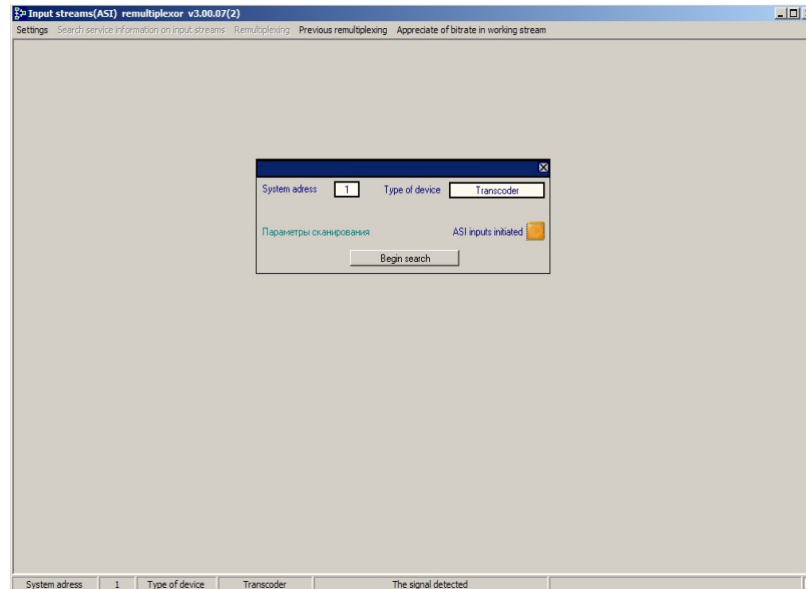 Input streams(ASI) remultiplexor v3.00.07(2)
Settings Search service information on input streams Remultiplexing Previous remultiplexing Appreciate of bitrate in working stream
System adress 1 Type of device Transcoder
Параметры сканирования ASI inputs initiated
Begin search
System adress 1 Type of device Transcoder The signal detected